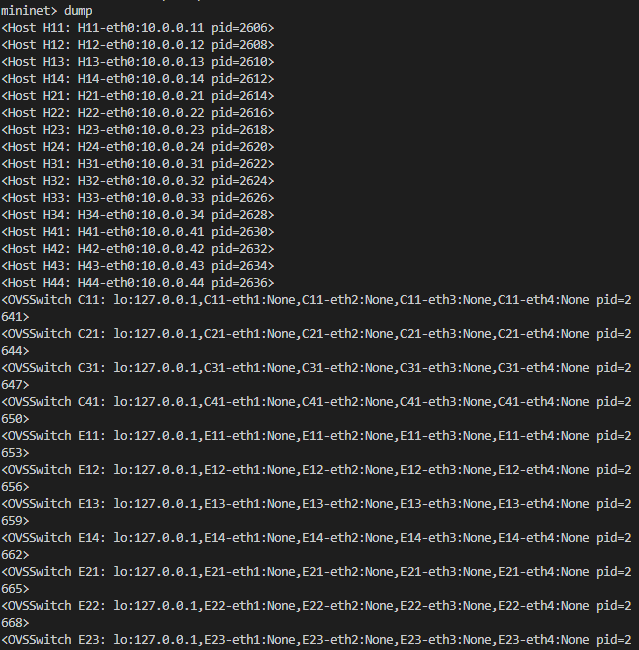 mininet> dump
<Host H11: H11-eth0:10.0.0.11 pid=2606>
<Host H12: H12-eth0:10.0.0.12 pid=2608>
<Host H13: H13-eth0:10.0.0.13 pid=2610>
<Host H14: H14-eth0:10.0.0.14 pid=2612>
<Host H21: H21-eth0:10.0.0.21 pid=2614>
<Host H22: H22-eth0:10.0.0.22 pid=2616>
<Host H23: H23-eth0:10.0.0.23 pid=2618>
<Host H24: H24-eth0:10.0.0.24 pid=2620>
<Host H31: H31-eth0:10.0.0.31 pid=2622>
<Host H32: H32-eth0:10.0.0.32 pid=2624>
<Host H33: H33-eth0:10.0.0.33 pid=2626>
<Host H34: H34-eth0:10.0.0.34 pid=2628>
<Host H41: H41-eth0:10.0.0.41 pid=2630>
<Host H42: H42-eth0:10.0.0.42 pid=2632>
<Host H43: H43-eth0:10.0.0.43 pid=2634>
<Host H44: H44-eth0:10.0.0.44 pid=2636>
<OVSSwitch C11: lo:127.0.0.1,C11-eth1:None,C11-eth2:None,C11-eth3:None,C11-eth4:None pid=2
641>
<OVSSwitch C21: lo:127.0.0.1,C21-eth1:None,C21-eth2:None,C21-eth3:None,C21-eth4:None pid=2
644>
<OVSSwitch C31: lo:127.0.0.1,C31-eth1:None,C31-eth2:None,C31-eth3:None,C31-eth4:None pid=2
647>
<OVSSwitch C41: lo:127.0.0.1,C41-eth1:None,C41-eth2:None,C41-eth3:None,C41-eth4:None pid=2
650>
<OVSSwitch E11: lo:127.0.0.1,E11-eth1:None,E11-eth2:None,E11-eth3:None,E11-eth4:None pid=2
653>
<OVSSwitch E12: lo:127.0.0.1,E12-eth1:None,E12-eth2:None,E12-eth3:None,E12-eth4:None pid=2
656>
<OVSSwitch E13: lo:127.0.0.1,E13-eth1:None,E13-eth2:None,E13-eth3:None,E13-eth4:None pid=2
659>
<OVSSwitch E14: lo:127.0.0.1,E14-eth1:None,E14-eth2:None,E14-eth3:None,E14-eth4:None pid=2
662>
<OVSSwitch E21: lo:127.0.0.1,E21-eth1:None,E21-eth2:None,E21-eth3:None,E21-eth4:None pid=2
665>
<OVSSwitch E22: lo:127.0.0.1,E22-eth1:None,E22-eth2:None,E22-eth3:None,E22-eth4:None pid=2
668>
<OVSSwitch E23: lo:127.0.0.1,E23-eth1:None,E23-eth2:None,E23-eth3:None,E23-eth4:None pid=2